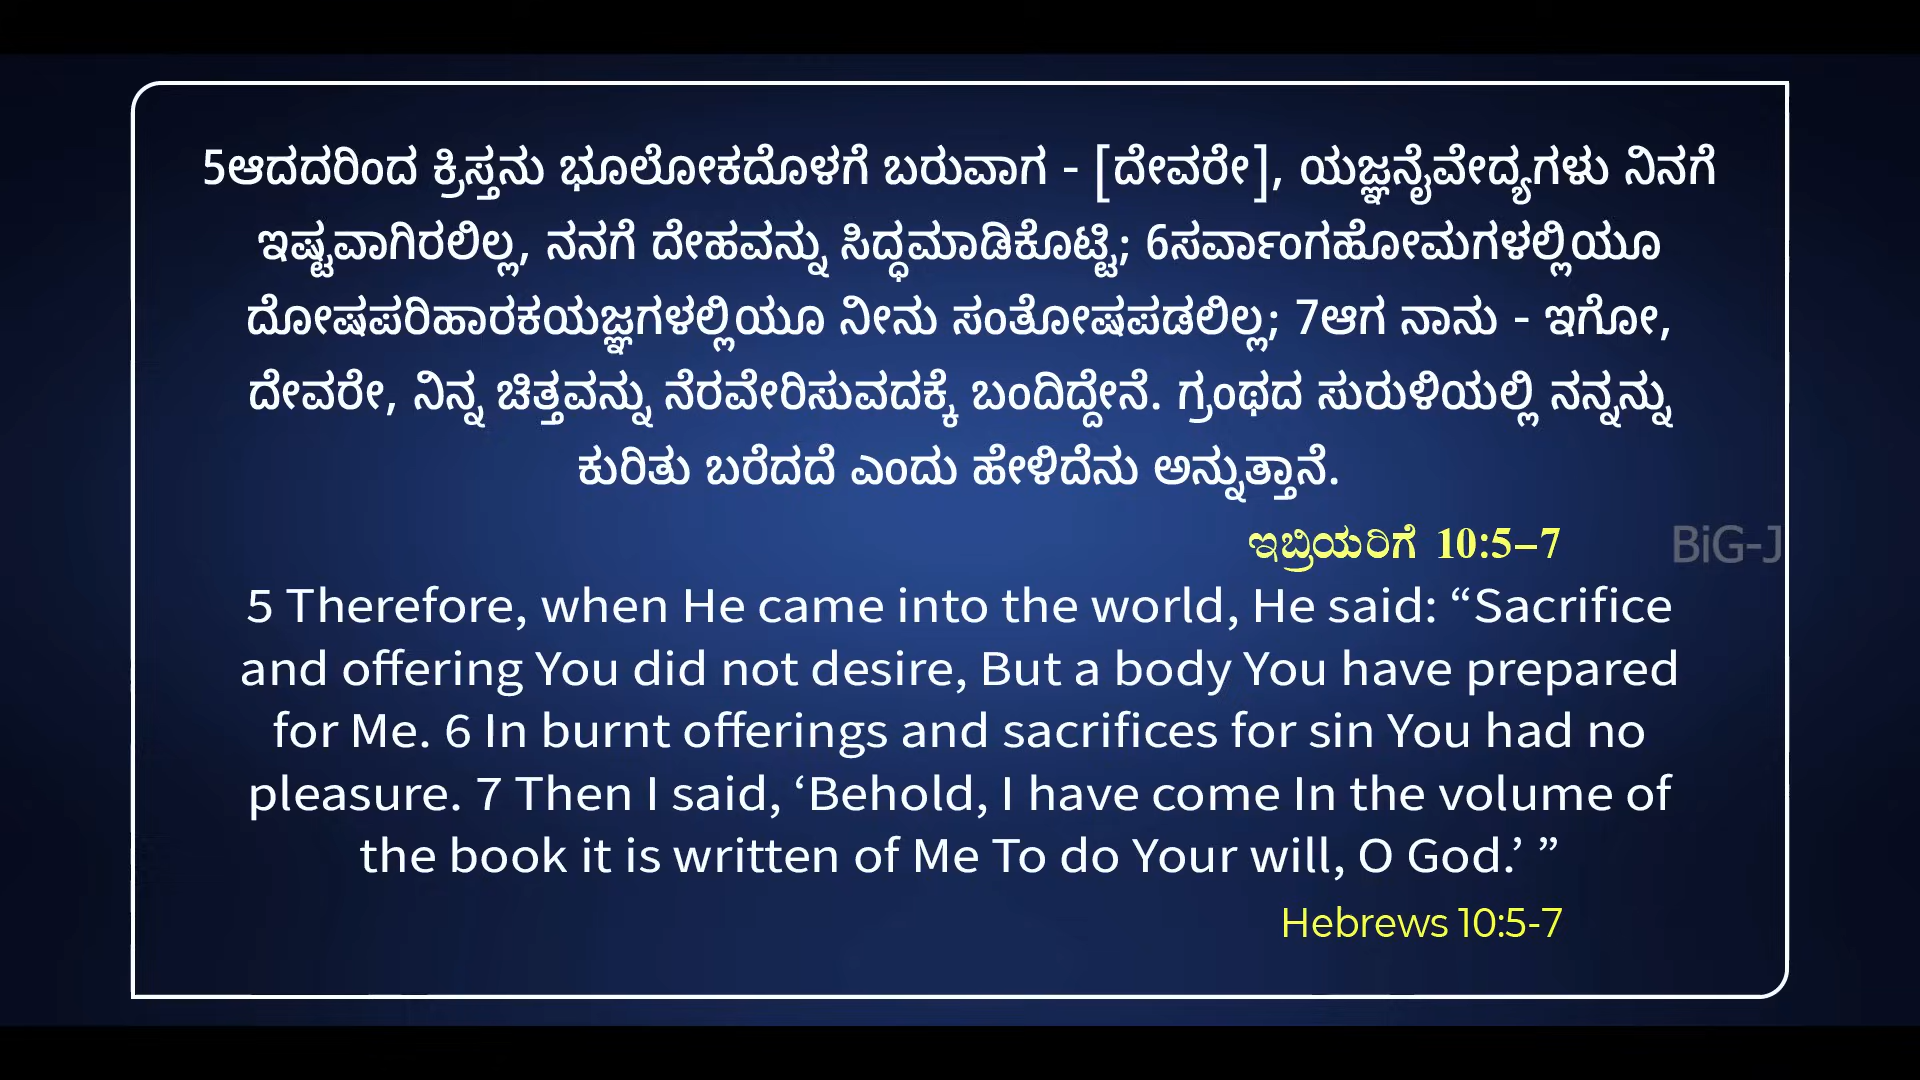 5ಆದದರಿಂದ ಕ್ರಿಸ್ತನು ಭೂಲೋಕದೊಳಗೆ ಬರುವಾಗ - [ದೇವರೇ], ಯಜ್ಞನೈವೇದ್ಯಗಳು ನಿನಗೆ
ಇಷ್ಟವಾಗಿರಲಿಲ್ಲ, ನನಗೆ ದೇಹವನ್ನು ಸಿದ್ಧಮಾಡಿಕೊಟ್ಟಿ; 6ಸರ್ವಾಂಗಹೋಮಗಳಲ್ಲಿಯೂ
ದೋಷಪರಿಹಾರಕಯಜ್ಞಗಳಲ್ಲಿಯೂ ನೀನು ಸಂತೋಷಪಡಲಿಲ್ಲ; 7ಆಗ ನಾನು - ಇಗೋ,
ದೇವರೇ, ನಿನ್ನ ಚಿತ್ತವನ್ನು ನೆರವೇರಿಸುವದಕ್ಕೆ ಬಂದಿದ್ದೇನೆ. ಗ್ರಂಥದ ಸುರುಳಿಯಲ್ಲಿ ನನ್ನನ್ನು
ಕುರಿತು ಬರೆದದೆ ಎಂದು ಹೇಳಿದೆನು ಅನ್ನುತ್ತಾನೆ.
ಇಬ್ರಿಯರಿಗೆ 10:5–7
BiG-J
5 Therefore, when He came into the world, He said: “Sacrifice
and offering You did not desire, But a body You have prepared
for Me. 6 In burnt offerings and sacrifices for sin You had no
pleasure. 7 Then I said, ‘Behold, I have come In the volume of
the book it is written of Me To do Your will, O God.’ ”
Hebrews 10:5-7